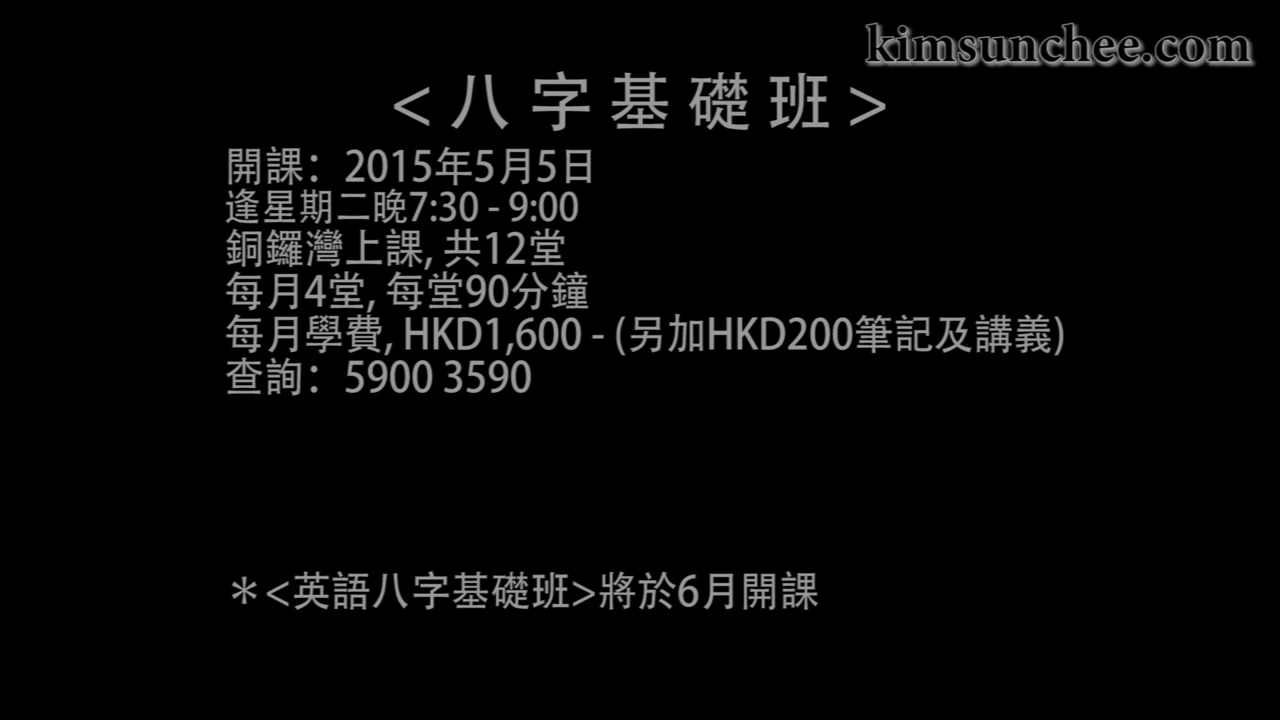 kimsunchee.com
<八字基礎班>
開課：2015年5月5日
逢星期二晚7:30 - 9:00
銅鑼灣上課, 共12堂
每月4堂, 每堂90分鐘
每月學費, HKD1,600 - (另加HKD200筆記及講義)
查詢：5900 3590
＊<英語八字基礎班>將於6月開課